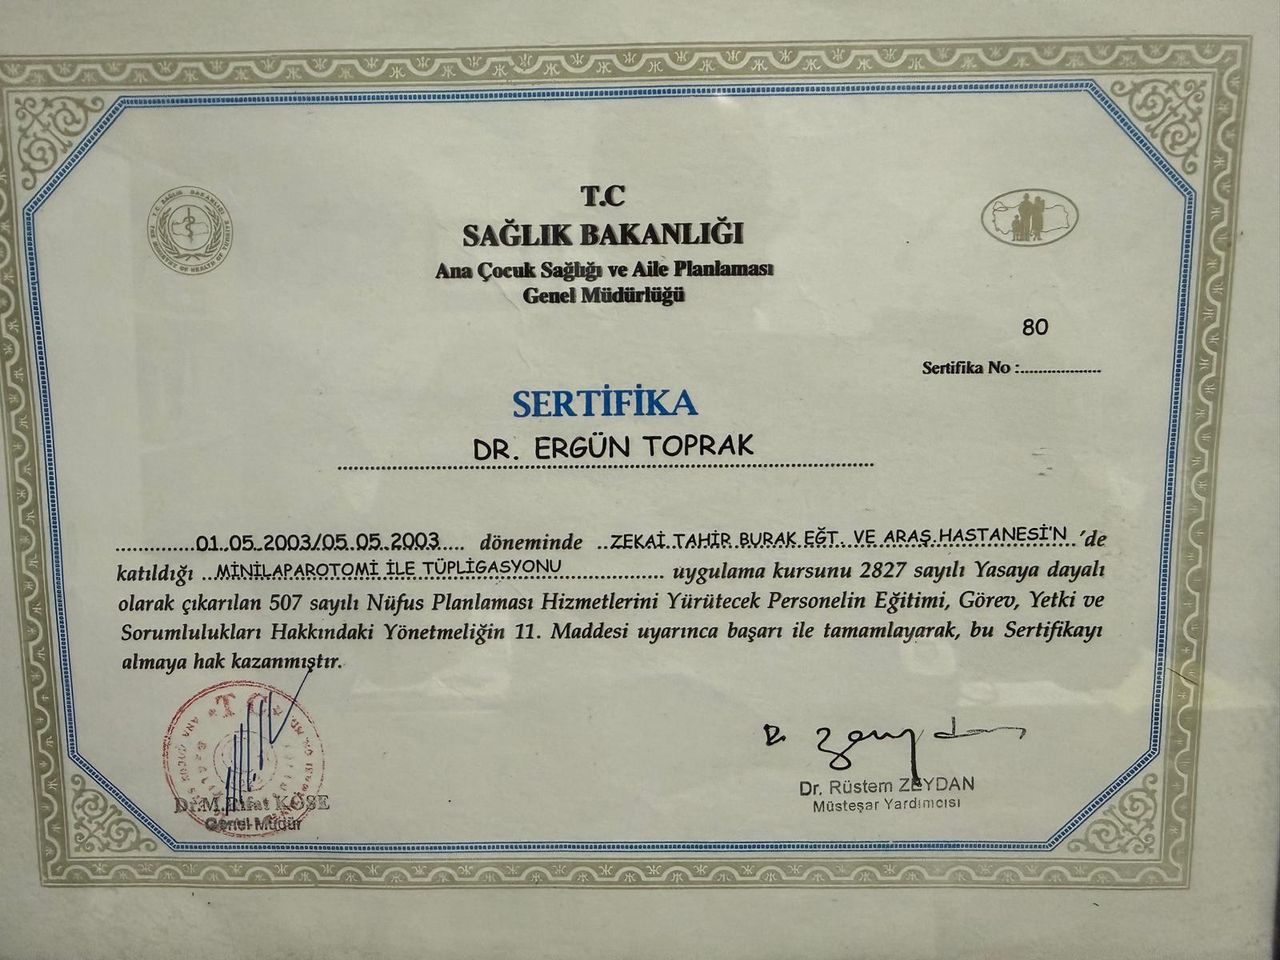 T.C
SAĞLIK BAKANLIĞI
Ana Çocuk Sağlığı ve Aile Planlaması
Genel Müdürlüğü
80
Sertifika No :....................
SERTİFİKA
DR. ERGÜN TOPRAK
01.05.2003/05.05.2003 döneminde ZEKAİ TAHİR BURAK EĞT. VE ARAŞ.HASTANESİ'N 'de
katıldığı MİNİLAPAROTOMİ İLE TÜPLİGASYONU uygulama kursunu 2827 sayılı Yasaya dayalı
olarak çıkarılan 507 sayılı Nüfus Planlaması Hizmetlerini Yürütecek Personelin Eğitimi, Görev, Yetki ve
Sorumlulukları Hakkındaki Yönetmeliğin 11. Maddesi uyarınca başarı ile tamamlayarak, bu Sertifikayı
almaya hak kazanmıştır.
T C
Dr.M.Rifat KÖSE
Genel Müdür
Dr. Rüstem ZEYDAN
Müsteşar Yardımcısı